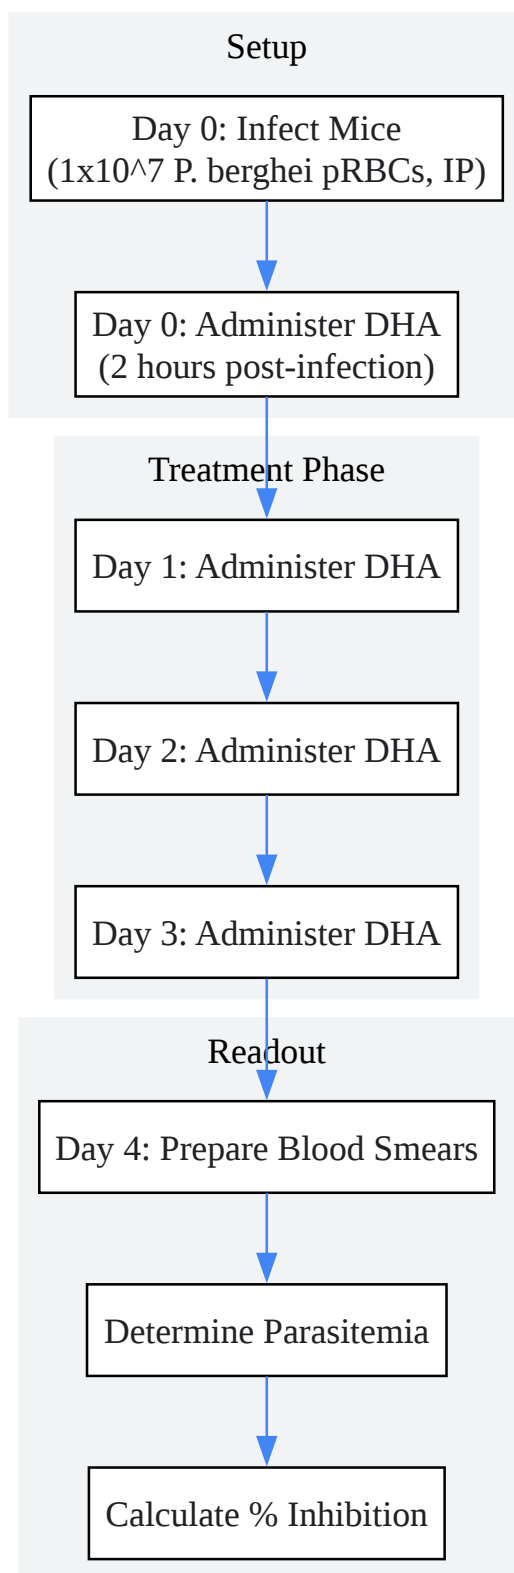 Setup
Day 0: Infect Mice
(1x10^7 P. berghei pRBCs, IP)
Day 0: Administer DHA
(2 hours post-infection)
Treatment Phase
Day 1: Administer DHA
Day 2: Administer DHA
Day 3: Administer DHA
Readout
Day 4: Prepare Blood Smears
Determine Parasitemia
Calculate % Inhibition